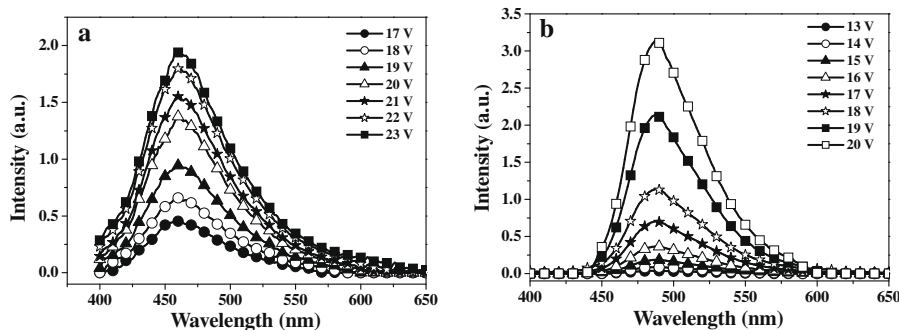 a
Intensity (a.u.)
2.0
1.5
1.0
0.5
0.0
17 V
18 V
19 V
20 V
21 V
22 V
23 V
400 450 500 550 600 650
Wavelength (nm)
b
Intensity (a.u.)
3.5
3.0
2.5
2.0
1.5
1.0
0.5
0.0
13 V
14 V
15 V
16 V
17 V
18 V
19 V
20 V
400 450 500 550 600 650
Wavelength (nm)